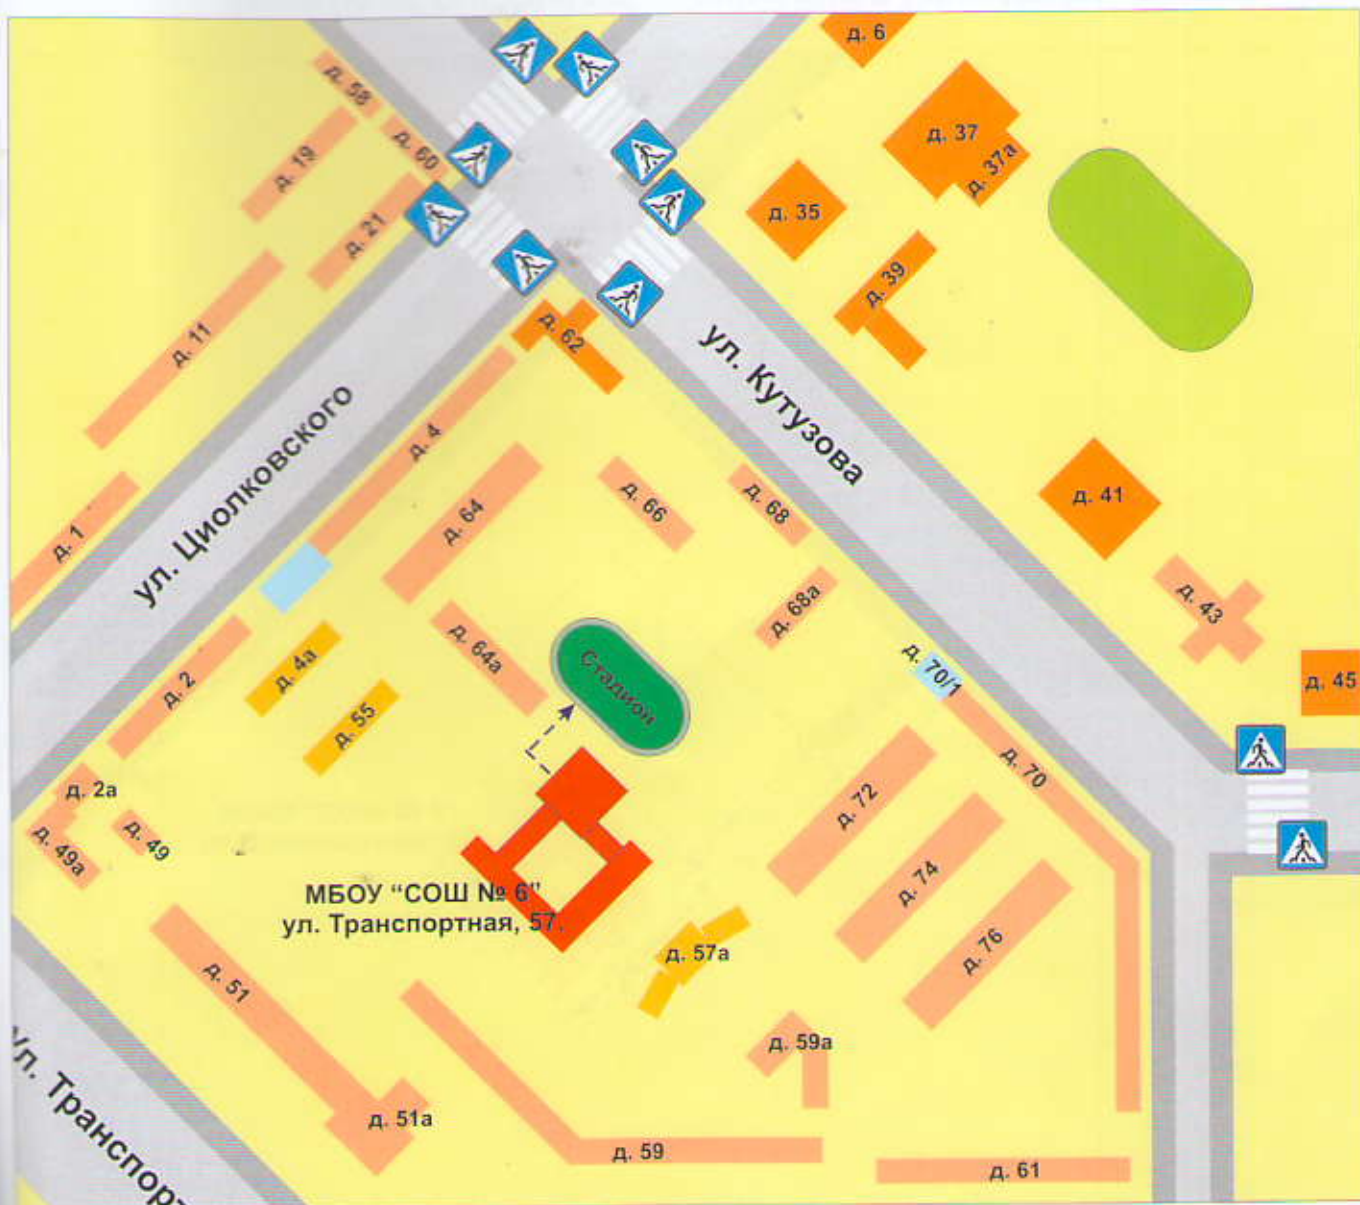 д. 6
д. 58
д. 37
д. 60
д. 19
д. 37а
д. 35
д. 21
д. 39
д. 11
д. 62
ул. Кутузова
д. 4
ул. Циолковского
д. 41
д. 66
д. 68
д. 64
д. 1
д. 43
д. 68а
д. 64а
д. 4а
Стадион
д. 70/1
д. 45
д. 2
д. 55
д. 70
д. 2а
д. 72
д. 49
д. 49а
д. 74
МБОУ "СОШ № 6"
ул. Транспортная, 57.
д. 57а
д. 76
д. 51
д. 59а
д. 51а
ул. Транспорт
д. 59
д. 61